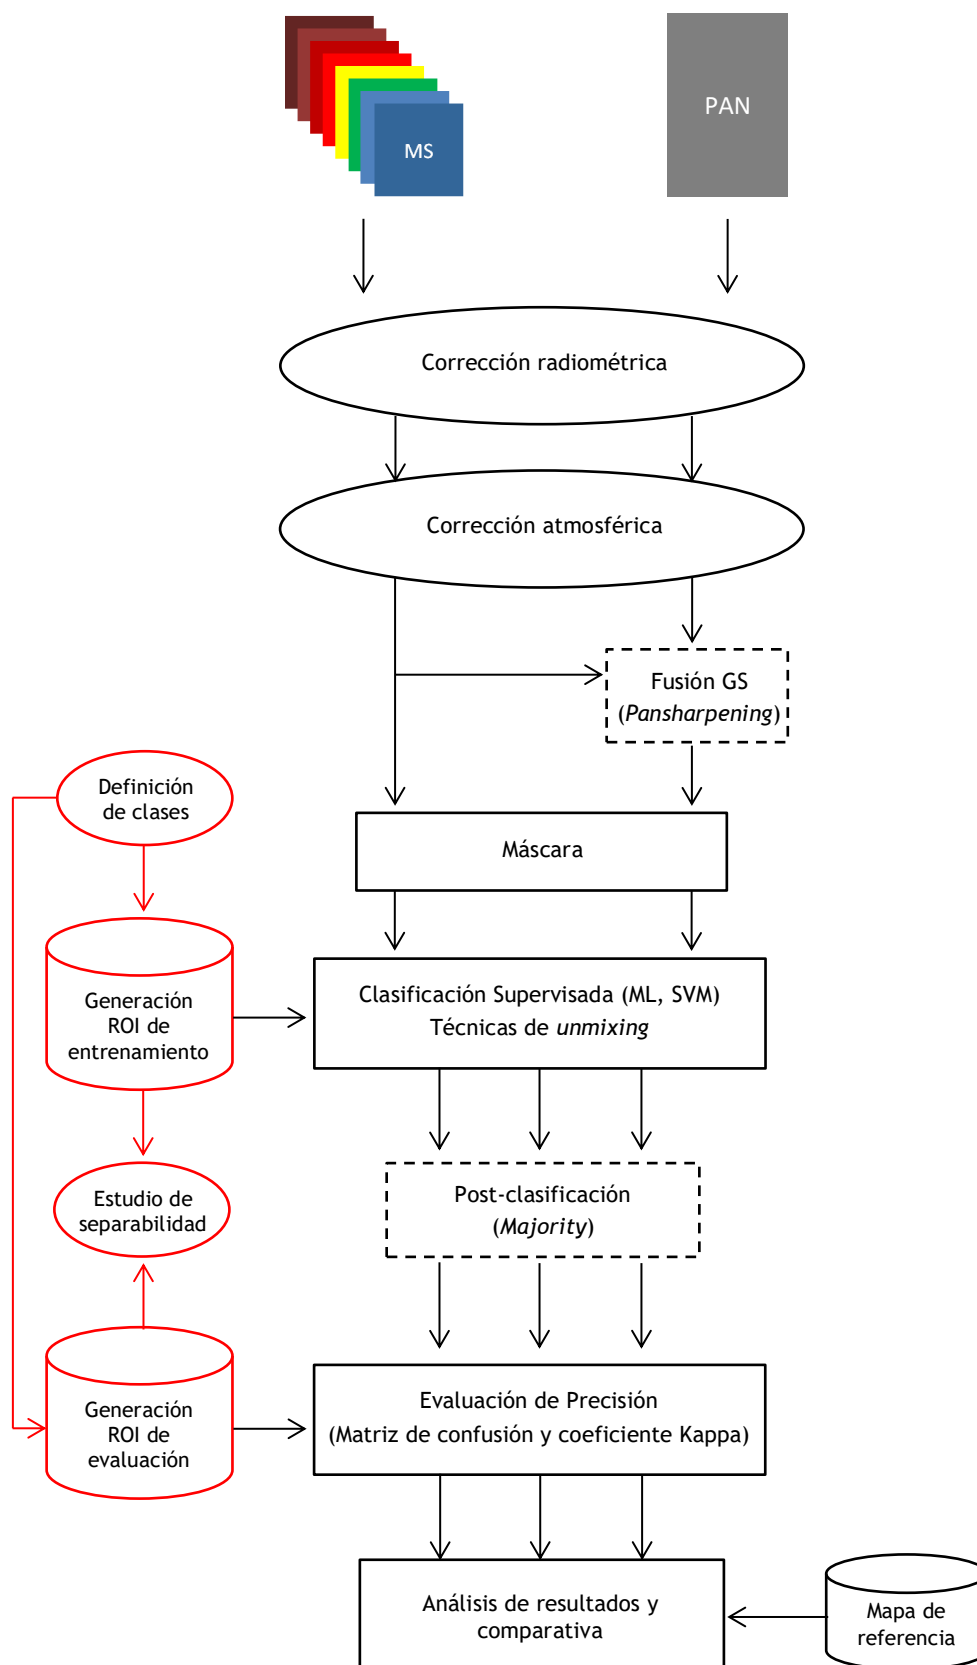 MS
PAN
Corrección radiométrica
Corrección atmosférica
Fusión GS
(Pansharpening)
Definición
de clases
Máscara
Generación
ROI de
entrenamiento
Clasificación Supervisada (ML, SVM)
Técnicas de unmixing
Estudio de
separabilidad
Post-clasificación
(Majority)
Generación
ROI de
evaluación
Evaluación de Precisión
(Matriz de confusión y coeficiente Kappa)
Análisis de resultados y
comparativa
Mapa de
referencia